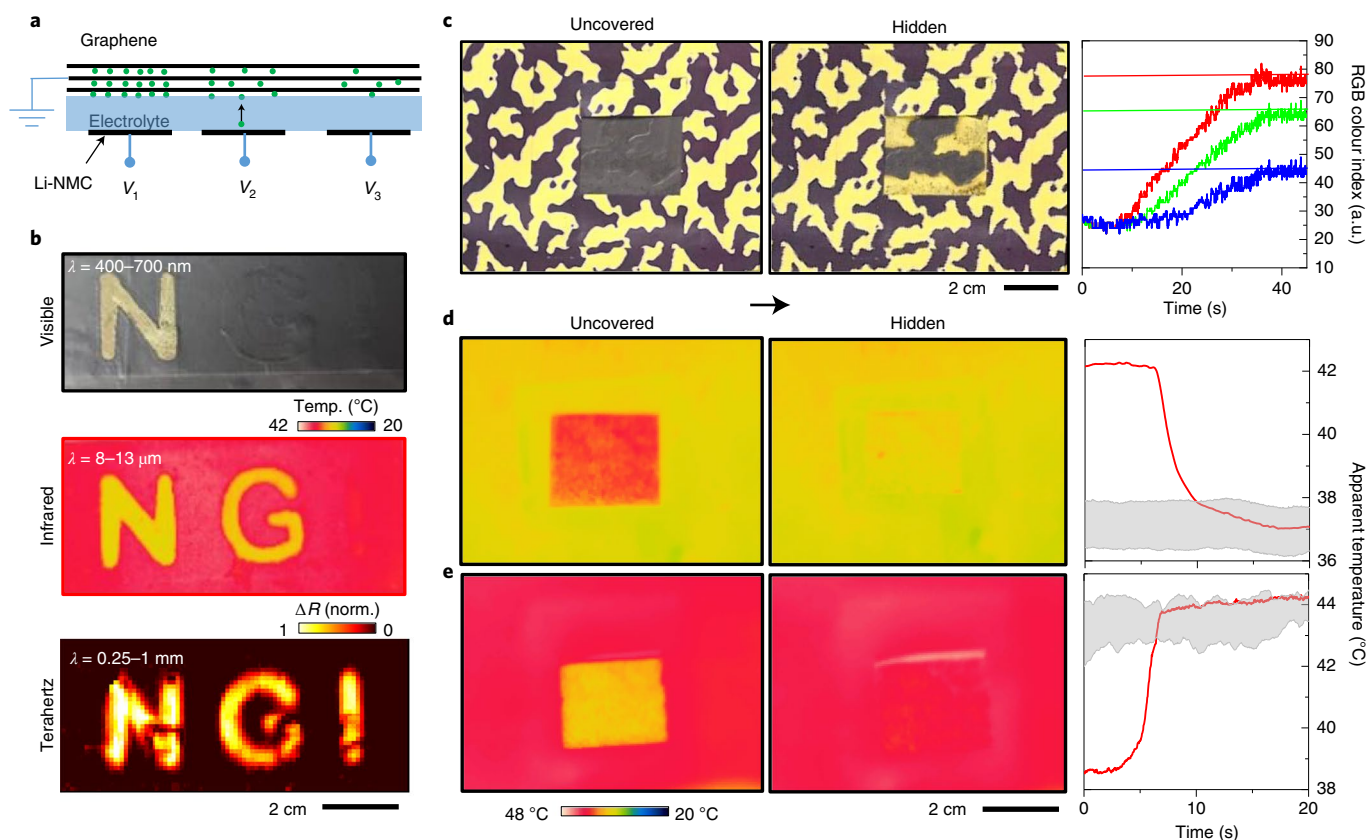 a
Graphene
Electrolyte
Li-NMC
V1
V2
V3
b
Visible
λ = 400–700 nm
N G
Temp. (°C)
42
20
Infrared
λ = 8–13 μm
N G
ΔR (norm.)
1
0
Terahertz
λ = 0.25–1 mm
N G !
2 cm
c
Uncovered
Hidden
2 cm
90
80
70
60
50
40
30
20
10
RGB colour index (a.u.)
0
20
40
Time (s)
d
Uncovered
Hidden
42
40
38
36
e
44
42
40
38
Apparent temperature (°C)
0
10
20
Time (s)
48 °C
20 °C
2 cm